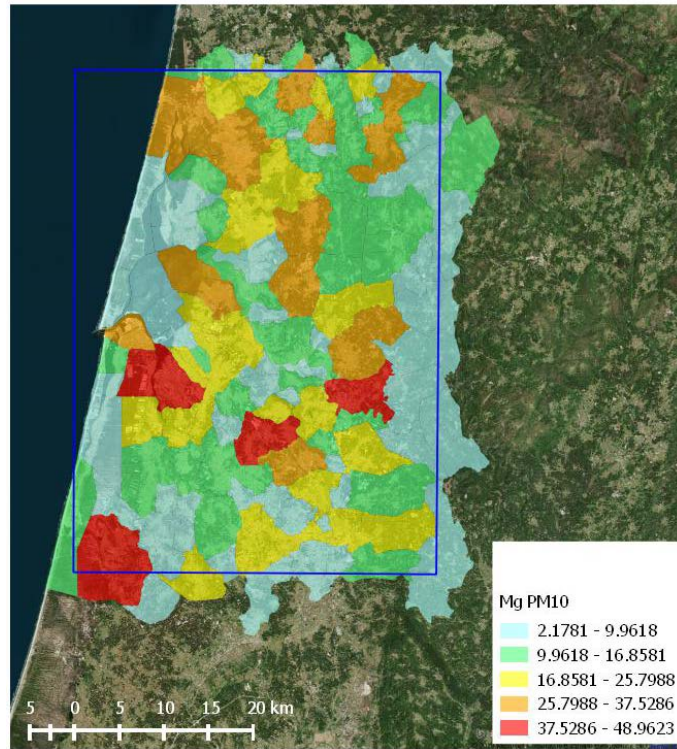 Mg PM10
2.1781 - 9.9618
9.9618 - 16.8581
16.8581 - 25.7988
25.7988 - 37.5286
37.5286 - 48.9623
5 0 5 10 15 20 km